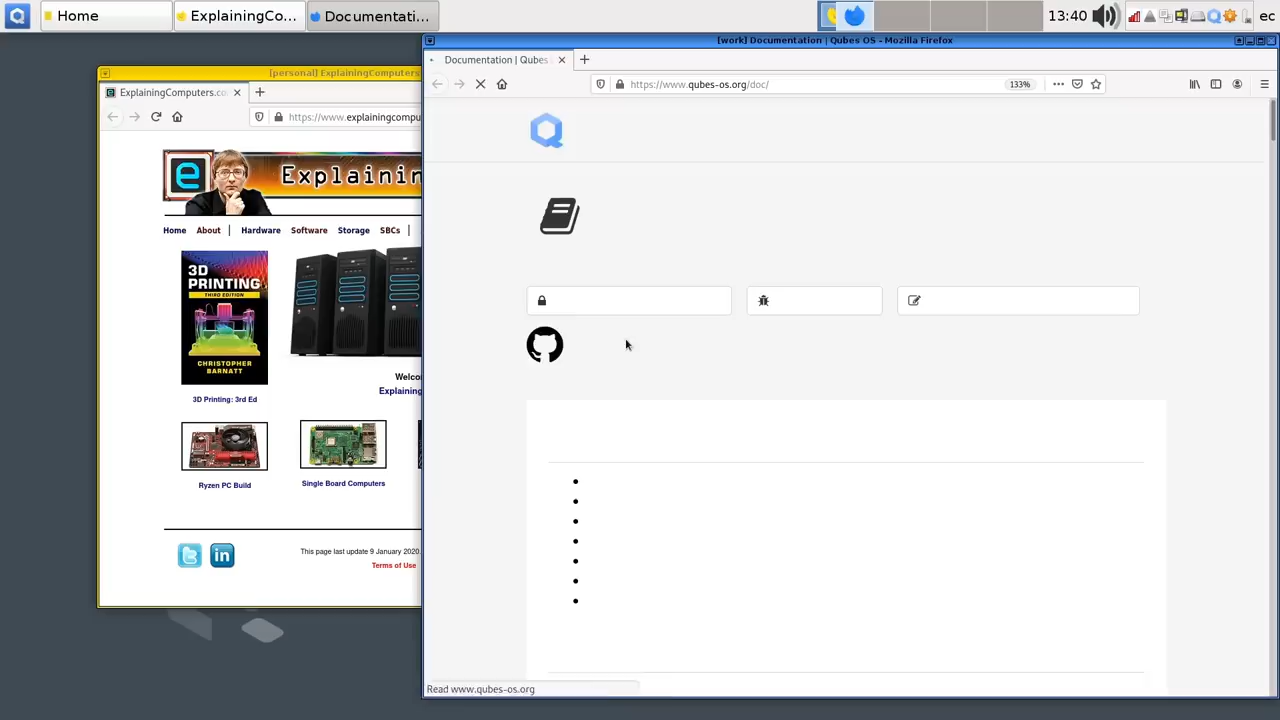 Home
ExplainingCo...
Documentati...
13:40
ec
[work] Documentation | Qubes OS - Mozilla Firefox
Documentation | Qubes
https://www.qubes-os.org/doc/
133%
[personal] ExplainingComputers
ExplainingComputers.co
https://www.explainingcompu
e
Explainin
Home About | Hardware Software Storage SBCs |
3D
PRINTING
THIRD EDITION
CHRISTOPHER
BARNATT
3D Printing: 3rd Ed
Welco
Explaining
Ryzen PC Build
Single Board Computers
in
This page last update 9 January 2020.
Terms of Use
Read www.qubes-os.org